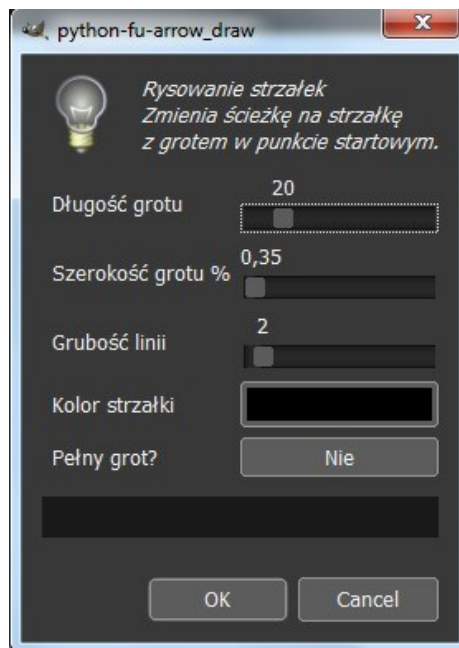 python-fu-arrow_draw
Rysowanie strzałek
Zmienia ścieżkę na strzałkę
z grotem w punkcie startowym.
Długość grotu 20
Szerokość grotu % 0,35
Grubość linii 2
Kolor strzałki
Pełny grot? Nie
OK Cancel